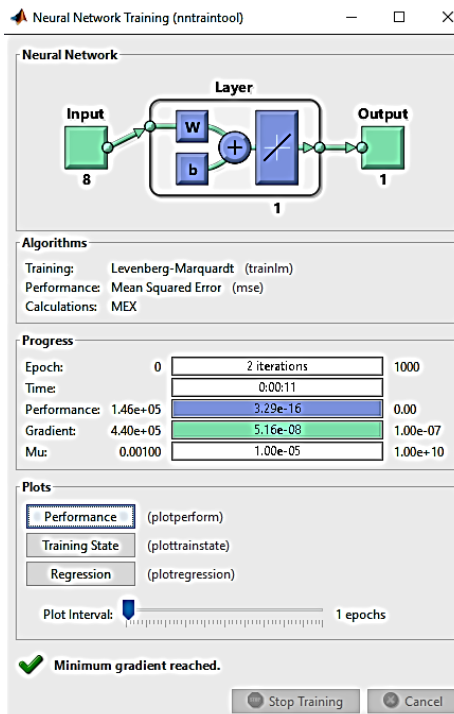 Neural Network Training (nntraintool)
Neural Network
Layer
Input
Output
W
b
+
8
1
1
Algorithms
Training: Levenberg-Marquardt (trainlm)
Performance: Mean Squared Error (mse)
Calculations: MEX
Progress
Epoch: 0 2 iterations 1000
Time: 0:00:11
Performance: 1.46e+05 3.29e-16 0.00
Gradient: 4.40e+05 5.16e-08 1.00e-07
Mu: 0.00100 1.00e-05 1.00e+10
Plots
Performance (plotperform)
Training State (plottrainstate)
Regression (plotregression)
Plot Interval: 1 epochs
Minimum gradient reached.
Stop Training Cancel